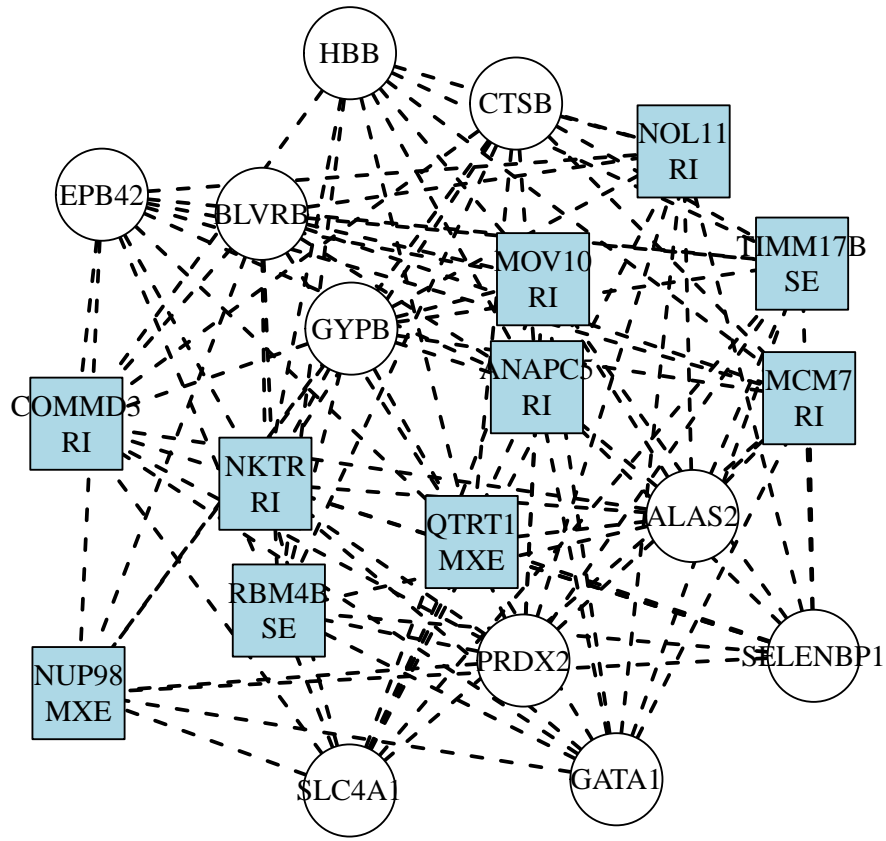 HBB
CTSB
NOL11
RI
EPB42
BLVRB
TIMM17B
SE
MOV10
RI
GYPB
ANAPC5
RI
MCM7
RI
COMMD3
RI
NKTR
RI
QTRT1
MXE
ALAS2
RBM4B
SE
PRDX2
SELENBP1
NUP98
MXE
SLC4A1
GATA1